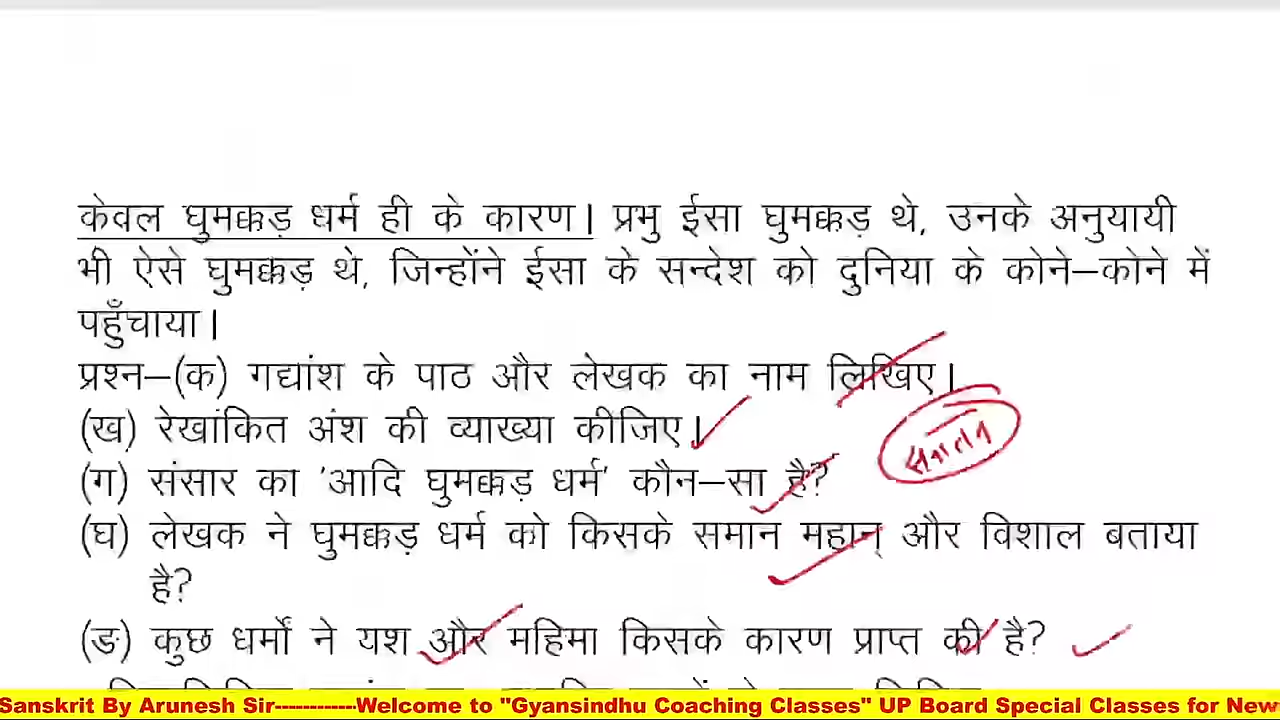 केवल घुमक्कड़ धर्म ही के कारण। प्रभु ईसा घुमक्कड़ थे, उनके अनुयायी
भी ऐसे घुमक्कड़ थे, जिन्होंने ईसा के सन्देश को दुनिया के कोने–कोने में
पहुँचाया।
प्रश्न–(क) गद्यांश के पाठ और लेखक का नाम लिखिए।
(ख) रेखांकित अंश की व्याख्या कीजिए।
सनातन
(ग) संसार का 'आदि घुमक्कड़ धर्म' कौन–सा है?
(घ) लेखक ने घुमक्कड़ धर्म को किसके समान महान् और विशाल बताया
है?
(ङ) कुछ धर्मों ने यश और महिमा किसके कारण प्राप्त की है?
Sanskrit By Arunesh Sir-----------Welcome to "Gyansindhu Coaching Classes" UP Board Special Classes for New